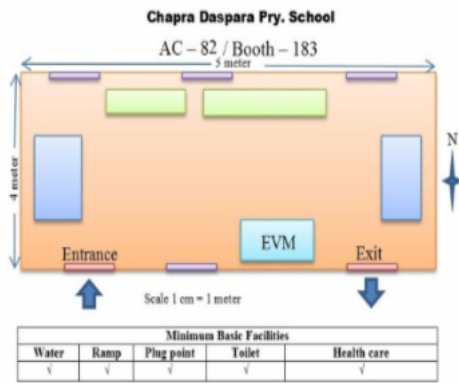 Chapra Daspara Pry. School
AC – 82 / Booth – 183
5 meter
4 meter
N
EVM
Entrance
Exit
Scale 1 cm = 1 meter
Minimum Basic Facilities
Water Ramp Plug point Toilet Health care
√ √ √ √ √